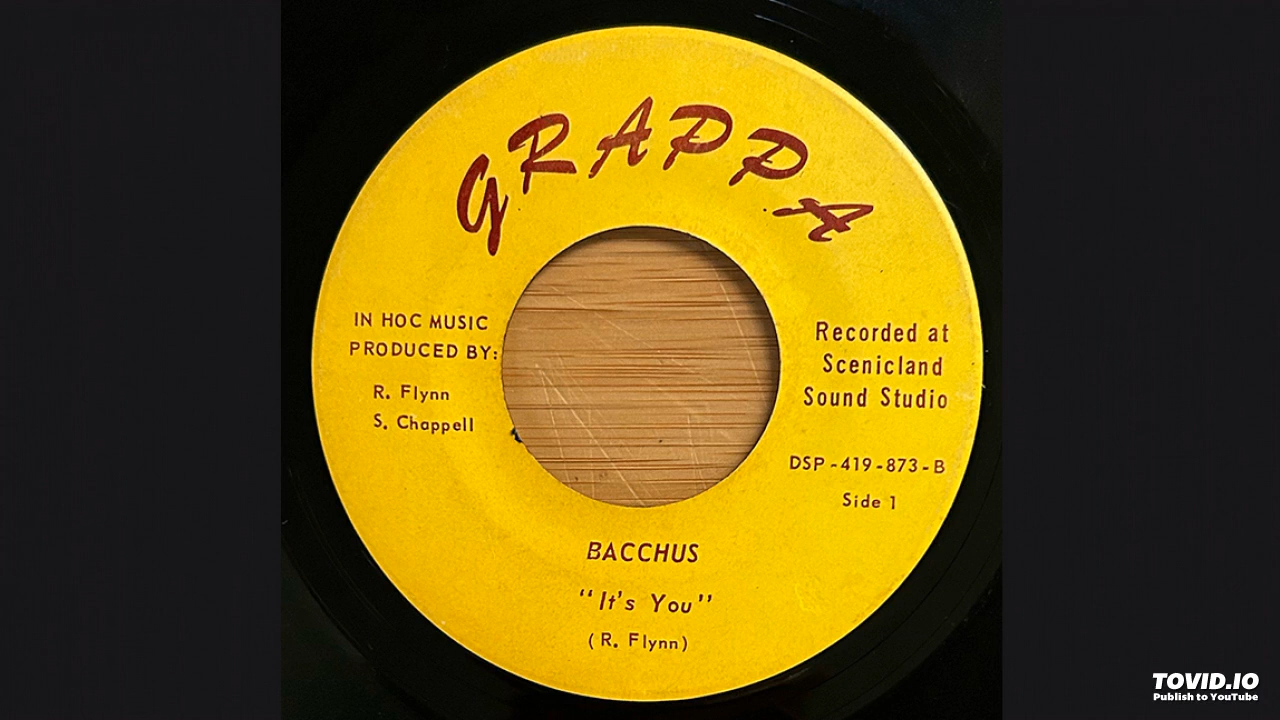 GRAPPA
IN HOC MUSIC
PRODUCED BY:
R. Flynn
S. Chappell
Recorded at
Scenicland
Sound Studio
DSP-419-873-B
Side 1
BACCHUS
“It's You”
(R. Flynn)
TOVID.IO
Publish to YouTube